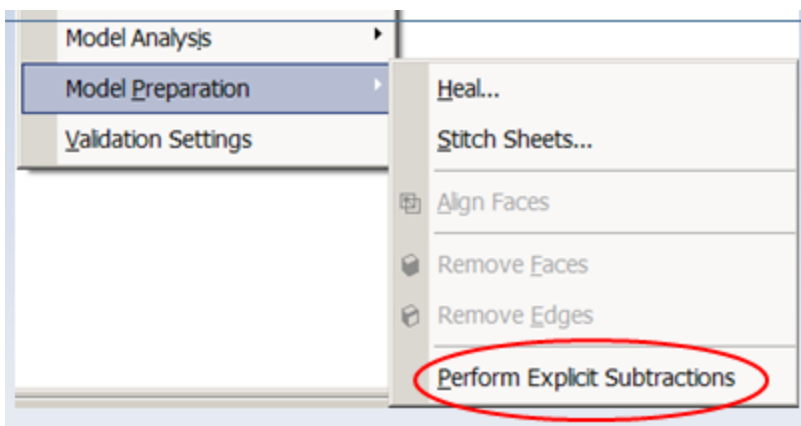 Model Analysis
Model Preparation
Validation Settings
Heal...
Stitch Sheets...
Align Faces
Remove Faces
Remove Edges
Perform Explicit Subtractions